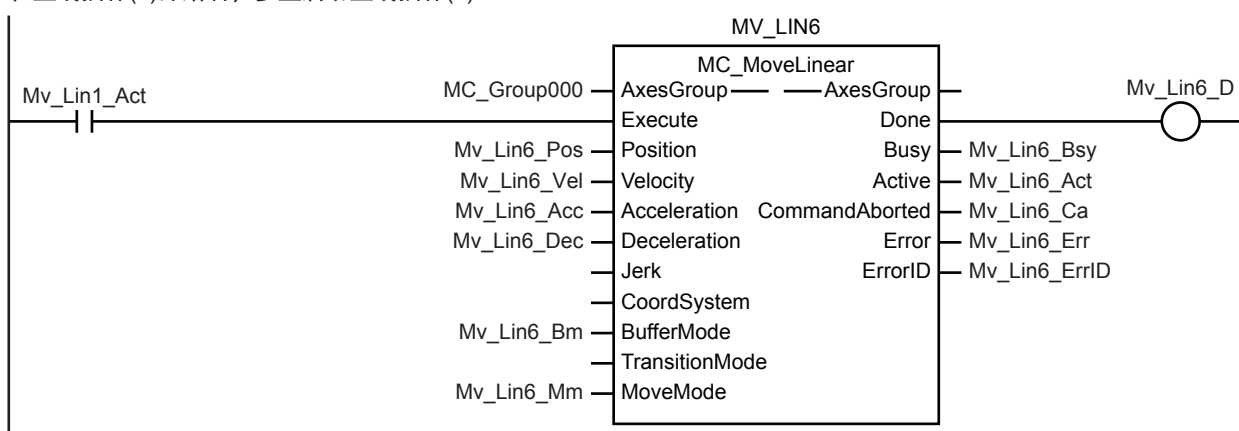 MV_LIN6
MC_MoveLinear
Mv_Lin1_Act
MC_Group000
AxesGroup
AxesGroup
Mv_Lin6_D
Execute
Done
Mv_Lin6_Pos
Position
Busy
Mv_Lin6_Bsy
Mv_Lin6_Vel
Velocity
Active
Mv_Lin6_Act
Mv_Lin6_Acc
Acceleration
CommandAborted
Mv_Lin6_Ca
Mv_Lin6_Dec
Deceleration
Error
Mv_Lin6_Err
Jerk
ErrorID
Mv_Lin6_ErrID
CoordSystem
Mv_Lin6_Bm
BufferMode
TransitionMode
Mv_Lin6_Mm
MoveMode